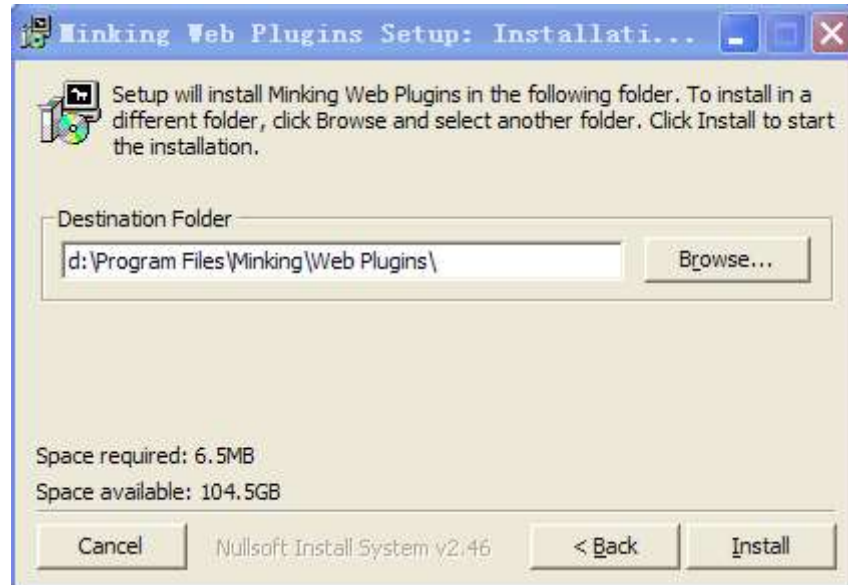 Minking Web Plugins Setup: Installati...
Setup will install Minking Web Plugins in the following folder. To install in a
different folder, click Browse and select another folder. Click Install to start
the installation.
Destination Folder
d:\Program Files\Minking\Web Plugins\
Browse...
Space required: 6.5MB
Space available: 104.5GB
Cancel
Nullsoft Install System v2.46
< Back
Install